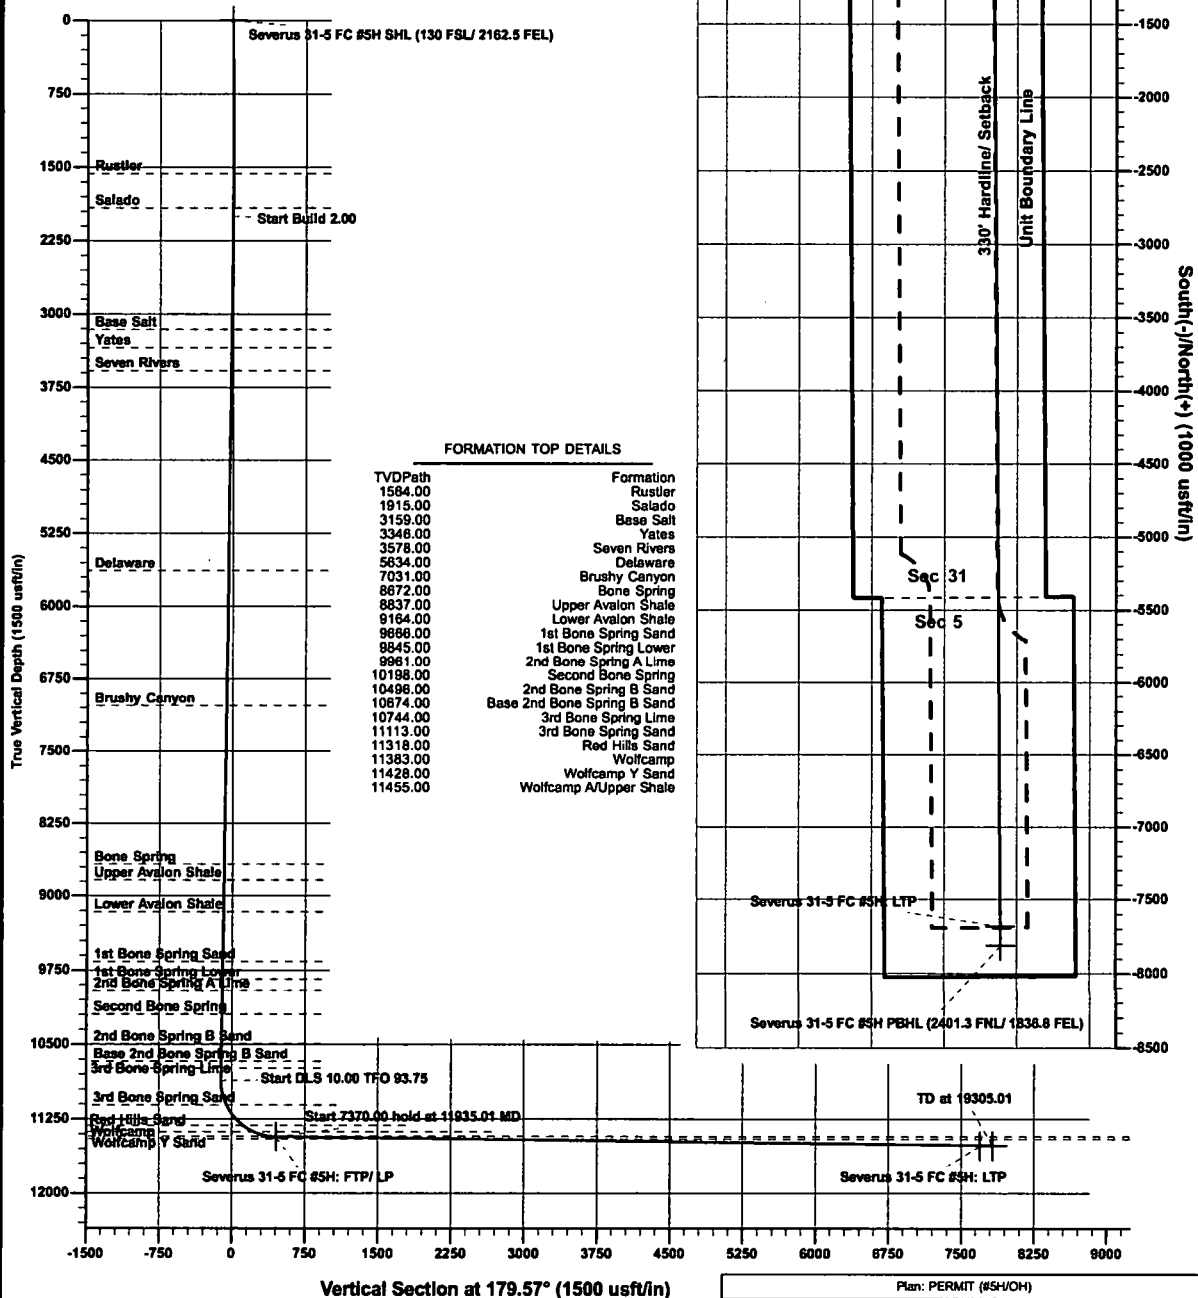 0
Severus 31-5 FC #5H SHL (130 FSL/ 2162.5 FEL)
750
1500
Rustler
Salado
Start Build 2.00
2250
3000
Base Salt
Yates
Seven Rivers
3750
4500
5250
Delaware
6000
6750
Brushy Canyon
7500
8250
Bone Spring
Upper Avalon Shale
9000
Lower Avalon Shale
1st Bone Spring Sand
9750
1st Bone Spring Lower
2nd Bone Spring A Lime
Second Bone Spring
2nd Bone Spring B Sand
10500
Base 2nd Bone Spring B Sand
3rd Bone Spring Lime
Start DLS 10.00 TFO 93.75
3rd Bone Spring Sand
Start 7370.00 hold at 11935.01 MD
11250
Red Hills Sand
Wolfcamp
Wolfcamp Y Sand
TD at 19305.01
Severus 31-5 FC #5H: FTP/ LP
Severus 31-5 FC #5H: LTP
12000
True Vertical Depth (1500 usft/in)
-1500 -750 0 750 1500 2250 3000 3750 4500 5250 6000 6750 7500 8250 9000
Vertical Section at 179.57° (1500 usft/in)
FORMATION TOP DETAILS
TVDPath Formation
1564.00 Rustler
1915.00 Salado
3159.00 Base Salt
3346.00 Yates
3578.00 Seven Rivers
5634.00 Delaware
7031.00 Brushy Canyon
8672.00 Bone Spring
8837.00 Upper Avalon Shale
9164.00 Lower Avalon Shale
9666.00 1st Bone Spring Sand
9845.00 1st Bone Spring Lower
9961.00 2nd Bone Spring A Lime
10198.00 Second Bone Spring
10496.00 2nd Bone Spring B Sand
10674.00 Base 2nd Bone Spring B Sand
10744.00 3rd Bone Spring Lime
11113.00 3rd Bone Spring Sand
11318.00 Red Hills Sand
11383.00 Wolfcamp
11428.00 Wolfcamp Y Sand
11455.00 Wolfcamp A/Upper Shale
330' Hardline/ Setback
Unit Boundary Line
Sec 31
Sec 5
Severus 31-5 FC #5H: LTP
Severus 31-5 FC #5H PBHL (2401.3 FNL/ 1836.8 FEL)
-1500
-2000
-2500
-3000
-3500
-4000
-4500
-5000
-5500
-6000
-6500
-7000
-7500
-8000
-8500
South(-)/North(+) (1000 usft/in)
Plan: PERMIT (#5H/OH)